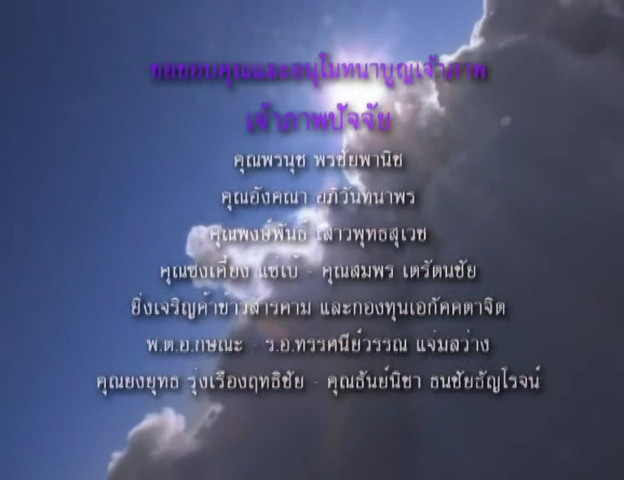 ขอขอบคุณและอนุโมทนาบุญเจ้าภาพ
เจ้าภาพปัจจัย
คุณพรนุช พรชัยพานิช
คุณอังคณา อภิวันทนาพร
คุณพงษ์พันธ์ เสาวพุทธสุเวช
คุณซ่งเคี้ยง แซ่เบ้ - คุณสมพร เตรัตนชัย
ยิ่งเจริญค้าข้าวสารคาม และกองทุนเอกัคคตาจิต
พ.ต.อ.กษณะ - ร.อ.ทรรศนีย์วรรณ แจ่มสว่าง
คุณยงยุทธ รุ่งเรืองฤทธิชัย - คุณธันย์นิชา ธนชัยธัญไรจน์